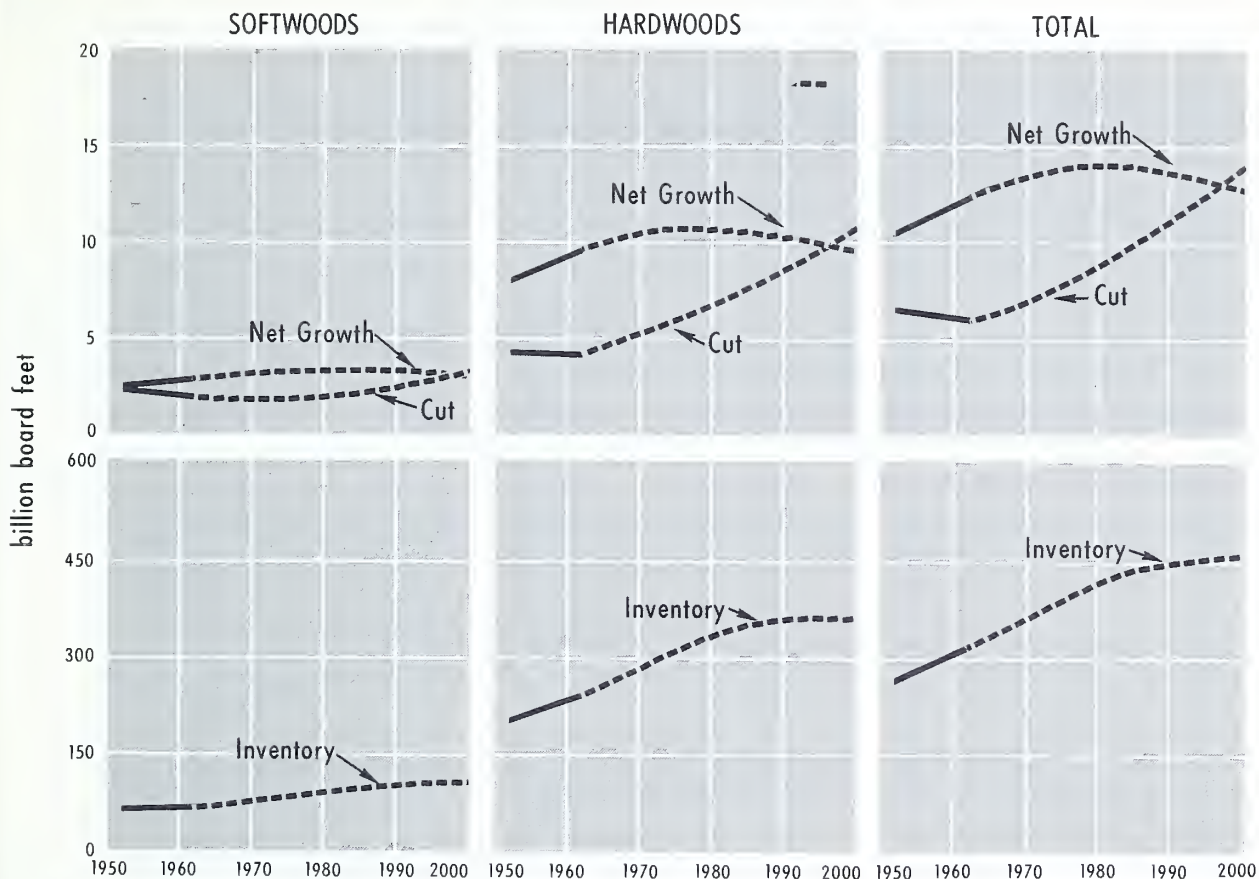 SOFTWOODS
HARDWOODS
TOTAL
billion board feet
20
15
10
5
0
Net Growth
Cut
Net Growth
Cut
Net Growth
Cut
600
450
300
150
0
Inventory
Inventory
Inventory
1950 1960 1970 1980 1990 2000
1950 1960 1970 1980 1990 2000
1950 1960 1970 1980 1990 2000